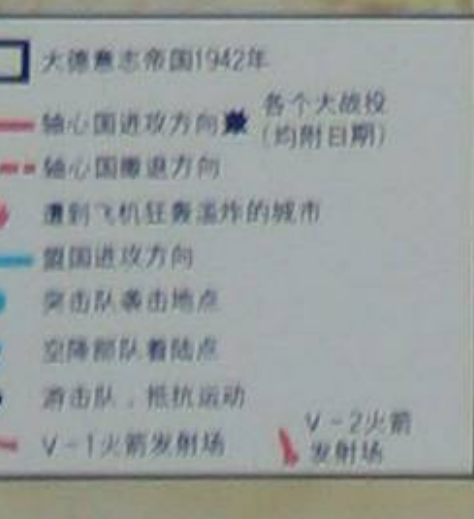 大德意志帝国1942年
轴心国进攻方向
各个大战役
(均附日期)
轴心国撤退方向
遭到飞机狂轰滥炸的城市
盟国进攻方向
突击队袭击地点
空降部队着陆点
游击队、抵抗运动
V-1火箭发射场
V-2火箭
发射场